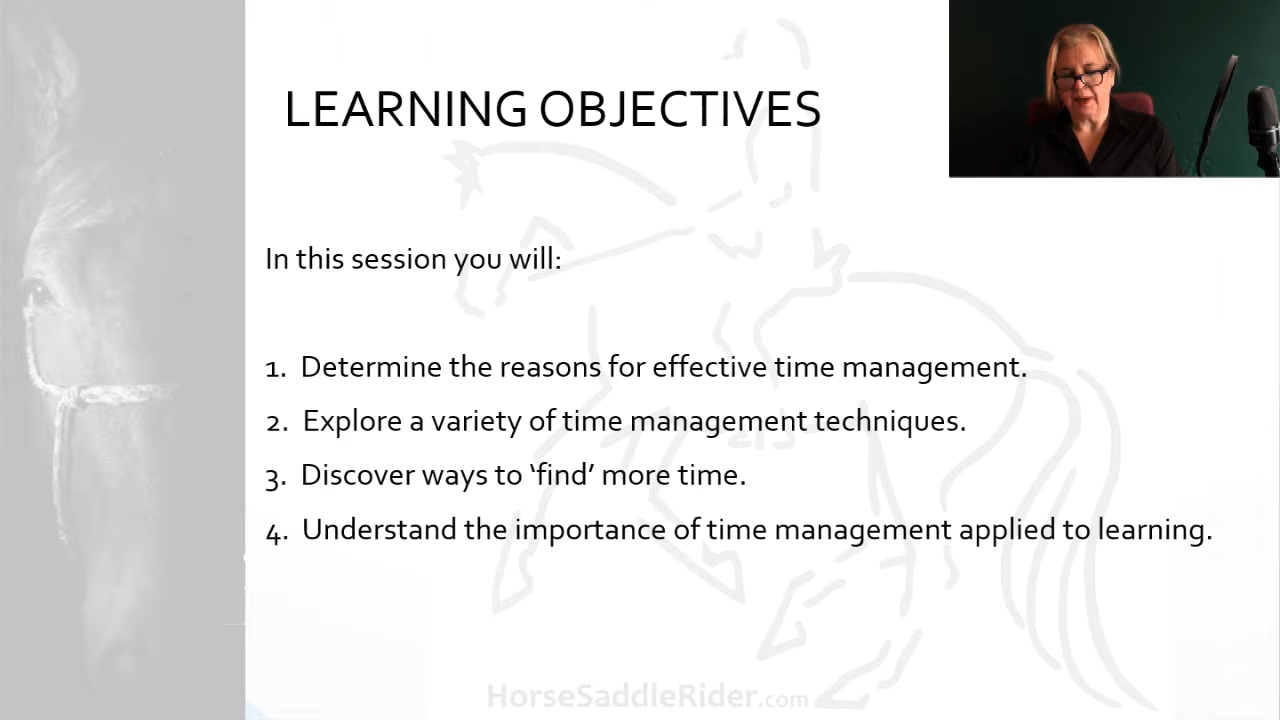 LEARNING OBJECTIVES
In this session you will:
1. Determine the reasons for effective time management.
2. Explore a variety of time management techniques.
3. Discover ways to ‘find’ more time.
4. Understand the importance of time management applied to learning.
HorseSaddleRider.com